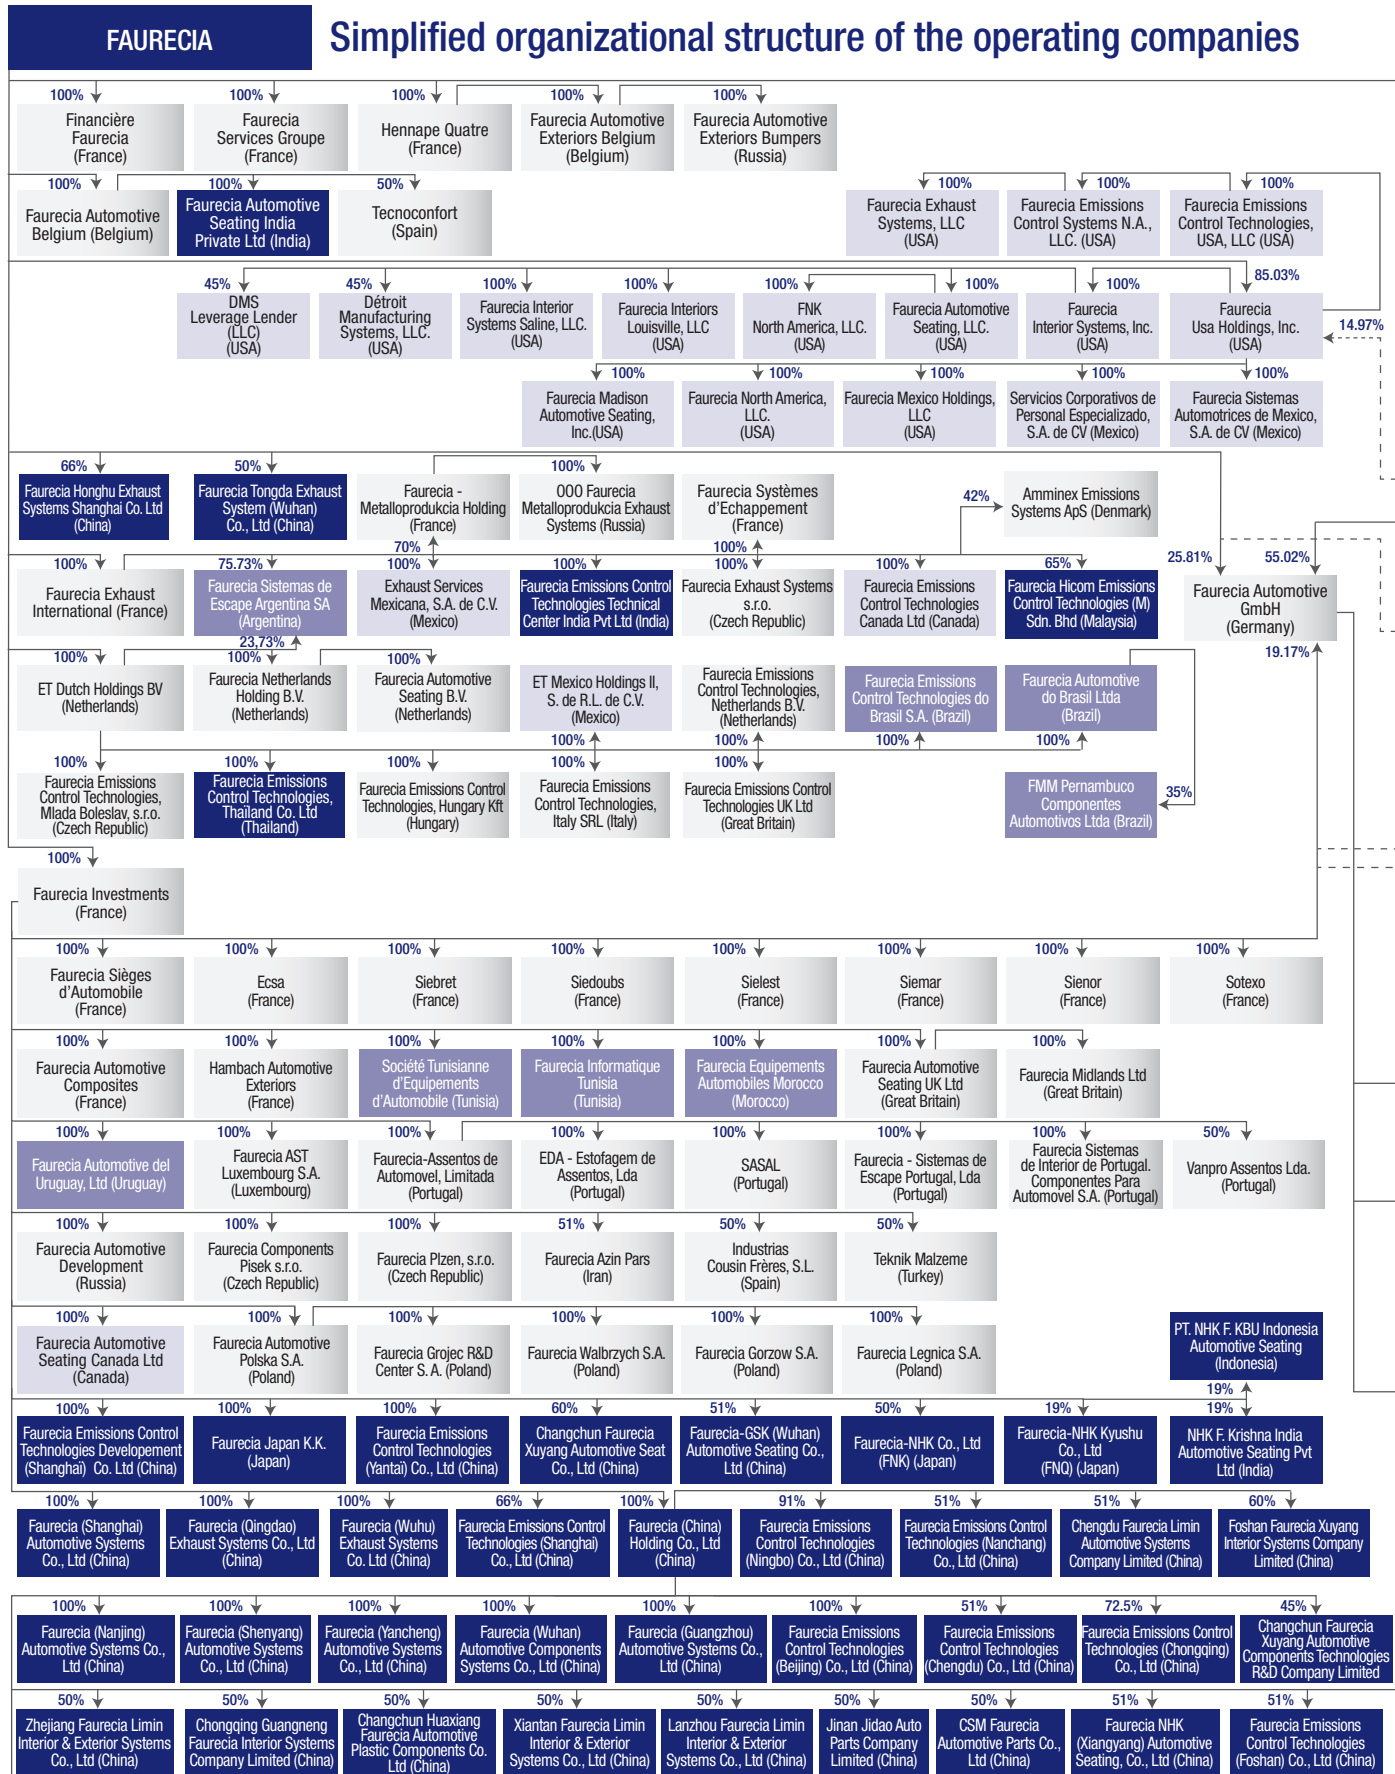 FAURECIA
Simplified organizational structure of the operating companies
100%
100%
100%
100%
100%
Financière
Faurecia
(France)
Faurecia
Services Groupe
(France)
Hennape Quatre
(France)
Faurecia Automotive
Exteriors Belgium
(Belgium)
Faurecia Automotive
Exteriors Bumpers
(Russia)
100%
100%
50%
100%
100%
100%
Faurecia Automotive
Belgium (Belgium)
Faurecia Automotive
Seating India
Private Ltd (India)
Tecnoconfort
(Spain)
Faurecia Exhaust
Systems, LLC
(USA)
Faurecia Emissions
Control Systems N.A.,
LLC. (USA)
Faurecia Emissions
Control Technologies,
USA, LLC (USA)
45%
45%
100%
100%
100%
100%
100%
85.03%
DMS
Leverage Lender
(LLC)
(USA)
Détroit
Manufacturing
Systems, LLC.
(USA)
Faurecia Interior
Systems Saline, LLC.
(USA)
Faurecia Interiors
Louisville, LLC
(USA)
FNK
North America, LLC.
(USA)
Faurecia Automotive
Seating, LLC.
(USA)
Faurecia
Interior Systems, Inc.
(USA)
Faurecia
Usa Holdings, Inc.
(USA)
14.97%
100%
100%
100%
100%
100%
Faurecia Madison
Automotive Seating,
Inc.(USA)
Faurecia North America,
LLC.
(USA)
Faurecia Mexico Holdings,
LLC
(USA)
Servicios Corporativos de
Personal Especializado,
S.A. de CV (Mexico)
Faurecia Sistemas
Automotrices de Mexico,
S.A. de CV (Mexico)
66%
50%
100%
Faurecia Honghu Exhaust
Systems Shanghai Co. Ltd
(China)
Faurecia Tongda Exhaust
System (Wuhan)
Co., Ltd (China)
Faurecia -
Metalloprodukcia Holding
(France)
OOO Faurecia
Metalloprodukcia Exhaust
Systems (Russia)
Faurecia Systèmes
d'Echappement
(France)
42%
Amminex Emissions
Systems ApS (Denmark)
70%
100%
100%
75.73%
100%
100%
100%
100%
65%
25.81%
55.02%
Faurecia Exhaust
International (France)
Faurecia Sistemas de
Escape Argentina SA
(Argentina)
Exhaust Services
Mexicana, S.A. de C.V.
(Mexico)
Faurecia Emissions Control
Technologies Technical
Center India Pvt Ltd (India)
Faurecia Exhaust Systems
s.r.o.
(Czech Republic)
Faurecia Emissions
Control Technologies
Canada Ltd (Canada)
Faurecia Hicom Emissions
Control Technologies (M)
Sdn. Bhd (Malaysia)
Faurecia Automotive
GmbH
(Germany)
23,73%
19.17%
100%
100%
100%
ET Dutch Holdings BV
(Netherlands)
Faurecia Netherlands
Holding B.V.
(Netherlands)
Faurecia Automotive
Seating B.V.
(Netherlands)
ET Mexico Holdings II,
S. de R.L. de C.V.
(Mexico)
Faurecia Emissions
Control Technologies,
Netherlands B.V.
(Netherlands)
Faurecia Emissions
Control Technologies do
Brasil S.A. (Brazil)
Faurecia Automotive
do Brasil Ltda
(Brazil)
100%
100%
100%
100%
100%
100%
100%
100%
100%
Faurecia Emissions
Control Technologies,
Mlada Boleslav, s.r.o.
(Czech Republic)
Faurecia Emissions
Control Technologies,
Thaïland Co. Ltd
(Thailand)
Faurecia Emissions Control
Technologies, Hungary Kft
(Hungary)
Faurecia Emissions
Control Technologies,
Italy SRL (Italy)
Faurecia Emissions Control
Technologies UK Ltd
(Great Britain)
FMM Pernambuco
Componentes
Automotivos Ltda (Brazil)
35%
100%
Faurecia Investments
(France)
100%
100%
100%
100%
100%
100%
100%
100%
Faurecia Sièges
d'Automobile
(France)
Ecsa
(France)
Siebret
(France)
Siedoubs
(France)
Sielest
(France)
Siemar
(France)
Sienor
(France)
Sotexo
(France)
100%
100%
100%
100%
100%
100%
100%
Faurecia Automotive
Composites
(France)
Hambach Automotive
Exteriors
(France)
Société Tunisianne
d'Equipements
d'Automobile (Tunisia)
Faurecia Informatique
Tunisia
(Tunisia)
Faurecia Equipements
Automobiles Morocco
(Morocco)
Faurecia Automotive
Seating UK Ltd
(Great Britain)
Faurecia Midlands Ltd
(Great Britain)
100%
100%
100%
100%
100%
100%
100%
50%
Faurecia Automotive del
Uruguay, Ltd (Uruguay)
Faurecia AST
Luxembourg S.A.
(Luxembourg)
Faurecia-Assentos de
Automovel, Limitada
(Portugal)
EDA - Estofagem de
Assentos, Lda
(Portugal)
SASAL
(Portugal)
Faurecia - Sistemas de
Escape Portugal, Lda
(Portugal)
Faurecia Sistemas
de Interior de Portugal.
Componentes Para
Automovel S.A. (Portugal)
Vanpro Assentos Lda.
(Portugal)
100%
100%
100%
51%
50%
50%
Faurecia Automotive
Development
(Russia)
Faurecia Components
Pisek s.r.o.
(Czech Republic)
Faurecia Plzen, s.r.o.
(Czech Republic)
Faurecia Azin Pars
(Iran)
Industrias
Cousin Frères, S.L.
(Spain)
Teknik Malzeme
(Turkey)
100%
100%
100%
100%
100%
100%
Faurecia Automotive
Seating Canada Ltd
(Canada)
Faurecia Automotive
Polska S.A.
(Poland)
Faurecia Grojec R&D
Center S. A. (Poland)
Faurecia Walbrzych S.A.
(Poland)
Faurecia Gorzow S.A.
(Poland)
Faurecia Legnica S.A.
(Poland)
PT. NHK F. KBU Indonesia
Automotive Seating
(Indonesia)
19%
100%
100%
100%
60%
51%
50%
19%
19%
Faurecia Emissions Control
Technologies Developement
(Shanghai) Co. Ltd (China)
Faurecia Japan K.K.
(Japan)
Faurecia Emissions
Control Technologies
(Yantaï) Co., Ltd (China)
Changchun Faurecia
Xuyang Automotive Seat
Co., Ltd (China)
Faurecia-GSK (Wuhan)
Automotive Seating Co.,
Ltd (China)
Faurecia-NHK Co., Ltd
(FNK) (Japan)
Faurecia-NHK Kyushu
Co., Ltd
(FNQ) (Japan)
NHK F. Krishna India
Automotive Seating Pvt
Ltd (India)
100%
100%
100%
66%
100%
91%
51%
51%
60%
Faurecia (Shanghai)
Automotive Systems
Co., Ltd (China)
Faurecia (Qingdao)
Exhaust Systems Co., Ltd
(China)
Faurecia (Wuhu)
Exhaust Systems
Co. Ltd (China)
Faurecia Emissions Control
Technologies (Shanghai)
Co., Ltd (China)
Faurecia (China)
Holding Co., Ltd
(China)
Faurecia Emissions
Control Technologies
(Ningbo) Co., Ltd (China)
Faurecia Emissions Control
Technologies (Nanchang)
Co., Ltd (China)
Chengdu Faurecia Limin
Automotive Systems
Company Limited (China)
Foshan Faurecia Xuyang
Interior Systems Company
Limited (China)
100%
100%
100%
100%
100%
100%
51%
72.5%
45%
Faurecia (Nanjing)
Automotive Systems Co.,
Ltd (China)
Faurecia (Shenyang)
Automotive Systems
Co., Ltd (China)
Faurecia (Yancheng)
Automotive Systems
Co., Ltd (China)
Faurecia (Wuhan)
Automotive Components
Systems Co., Ltd (China)
Faurecia (Guangzhou)
Automotive Systems Co.,
Ltd (China)
Faurecia Emissions
Control Technologies
(Beijing) Co., Ltd (China)
Faurecia Emissions
Control Technologies
(Chengdu) Co., Ltd (China)
Faurecia Emissions Control
Technologies (Chongqing)
Co., Ltd (China)
Changchun Faurecia
Xuyang Automotive
Components Technologies
R&D Company Limited
50%
50%
50%
50%
50%
50%
50%
51%
51%
Zhejiang Faurecia Limin
Interior & Exterior Systems
Co., Ltd (China)
Chongqing Guangneng
Faurecia Interior Systems
Company Limited (China)
Changchun Huaxiang
Faurecia Automotive
Plastic Components Co.
Ltd (China)
Xiantan Faurecia Limin
Interior & Exterior
Systems Co., Ltd (China)
Lanzhou Faurecia Limin
Interior & Exterior
Systems Co., Ltd (China)
Jinan Jidao Auto
Parts Company
Limited (China)
CSM Faurecia
Automotive Parts Co.,
Ltd (China)
Faurecia NHK
(Xiangyang) Automotive
Seating, Co., Ltd (China)
Faurecia Emissions
Control Technologies
(Foshan) Co., Ltd (China)